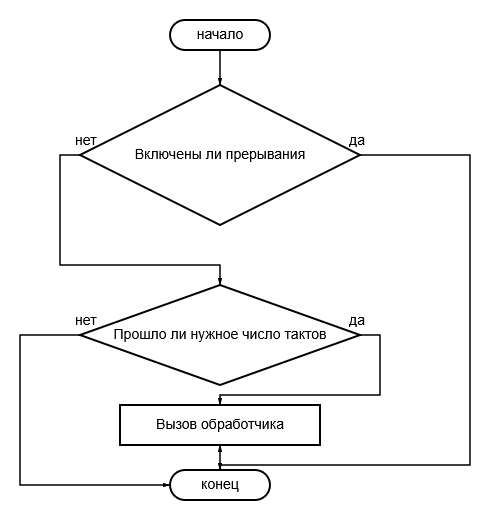 начало
нет
да
Включены ли прерывания
нет
да
Прошло ли нужное число тактов
Вызов обработчика
конец